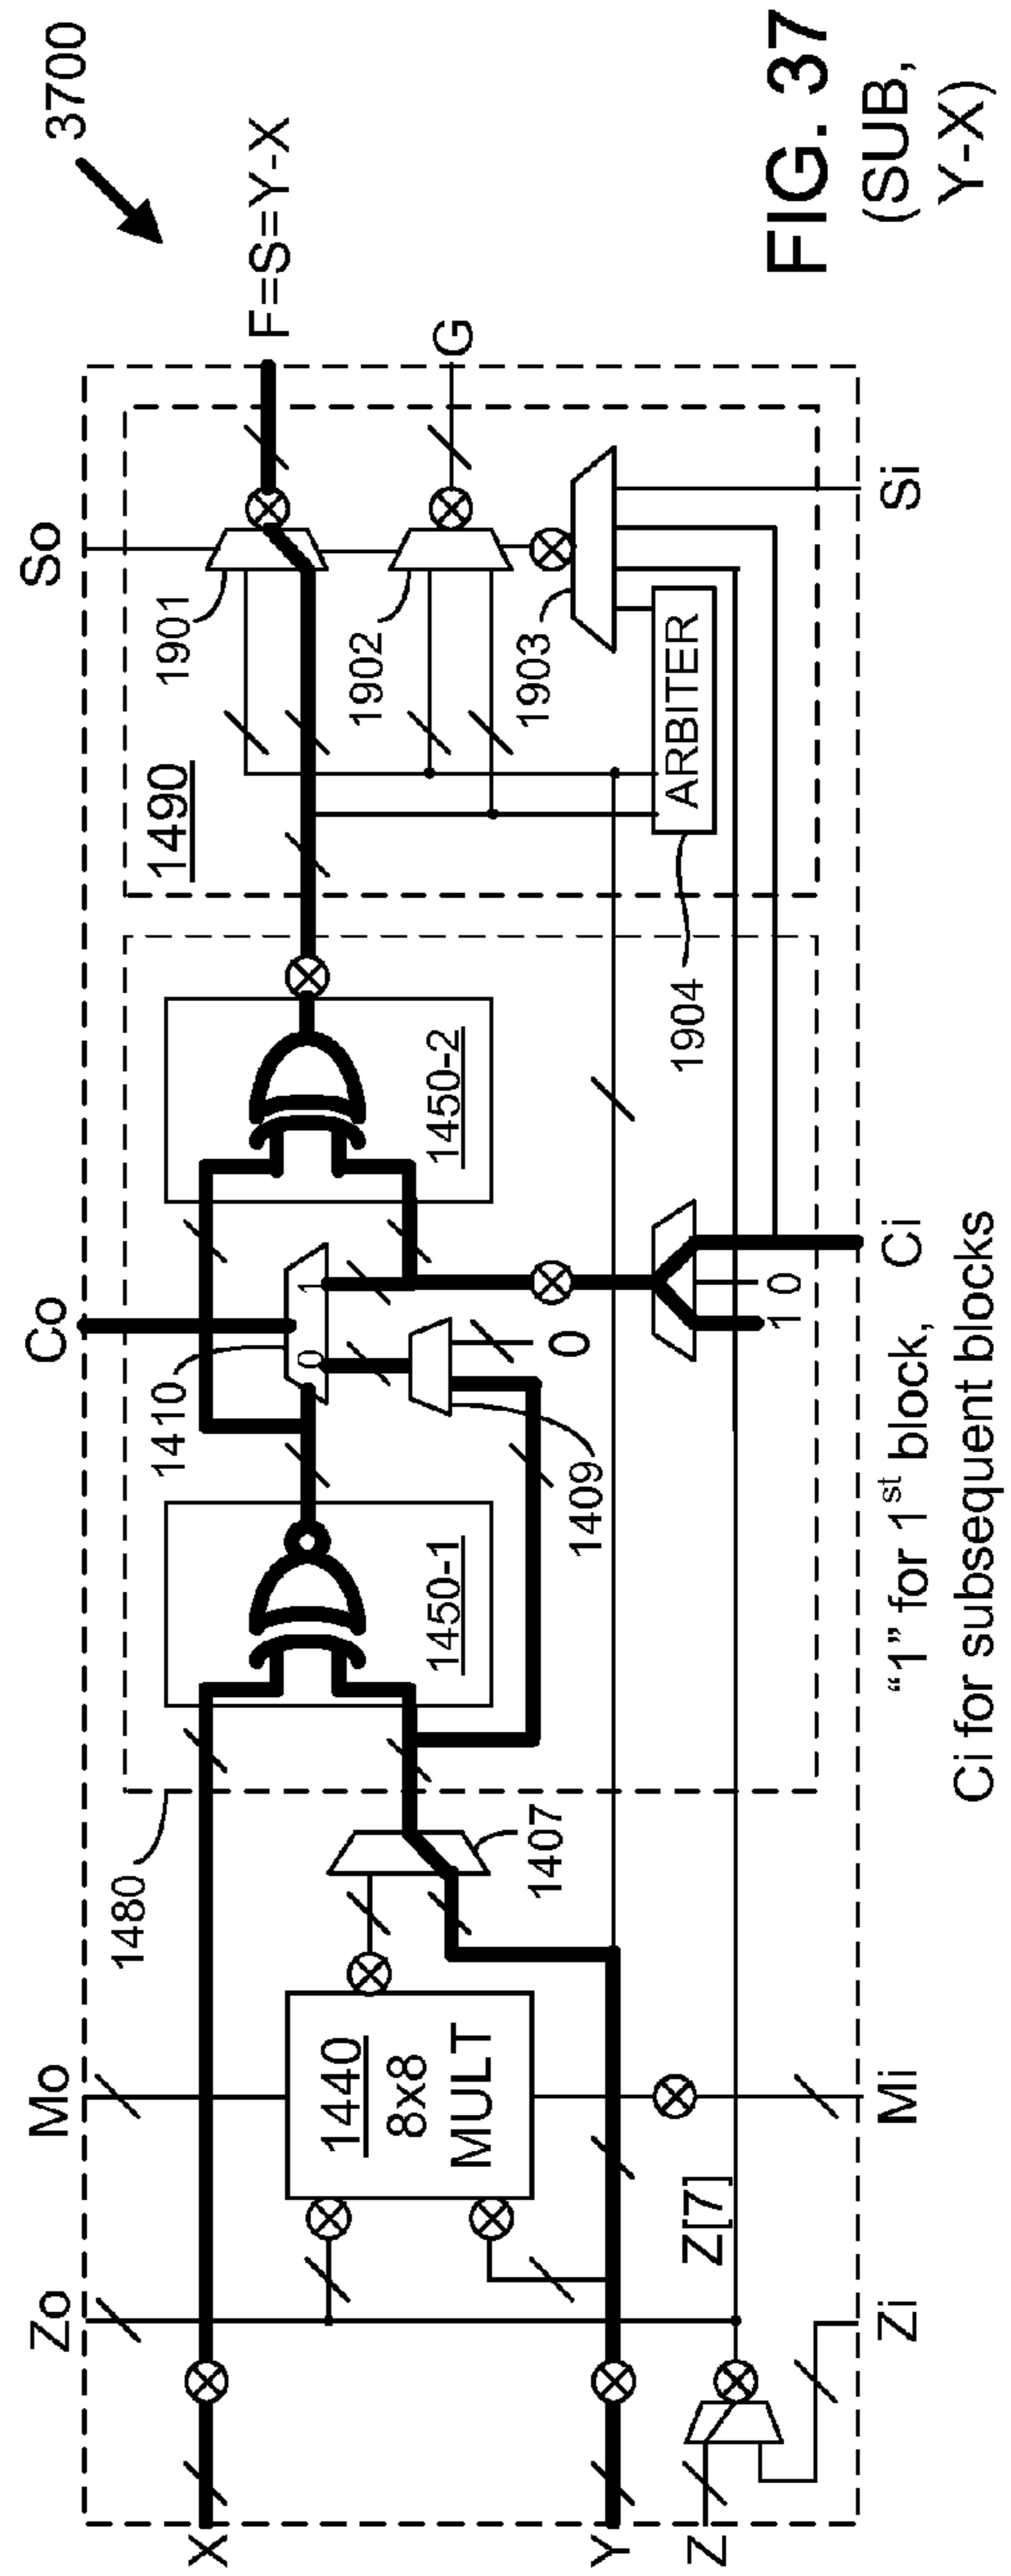 3700
So
Co
Mo
Zo
F=S=Y-X
G
1901
1902
1903
1490
ARBITER
1904
1450-2
1410
0
1
0
1409
1450-1
1
0
1480
1407
1440
8x8
MULT
Z[7]
X
Y
Z
Si
Ci
Mi
Zi
“1” for 1st block,
Ci for subsequent blocks
FIG. 37
(SUB,
Y-X)